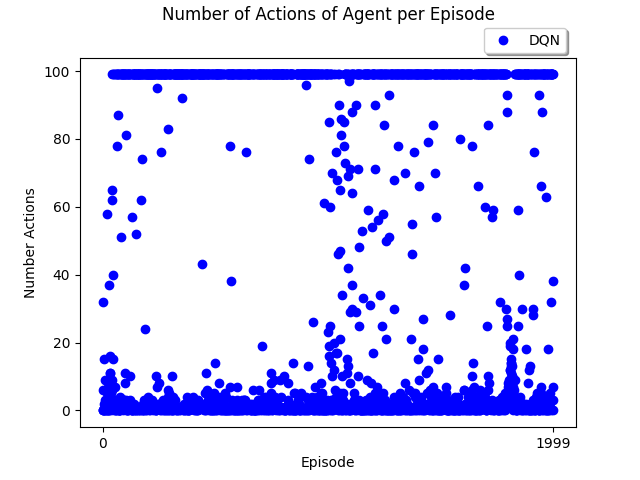 Number of Actions of Agent per Episode
DQN
100
80
60
40
20
0
Number Actions
0 1999
Episode